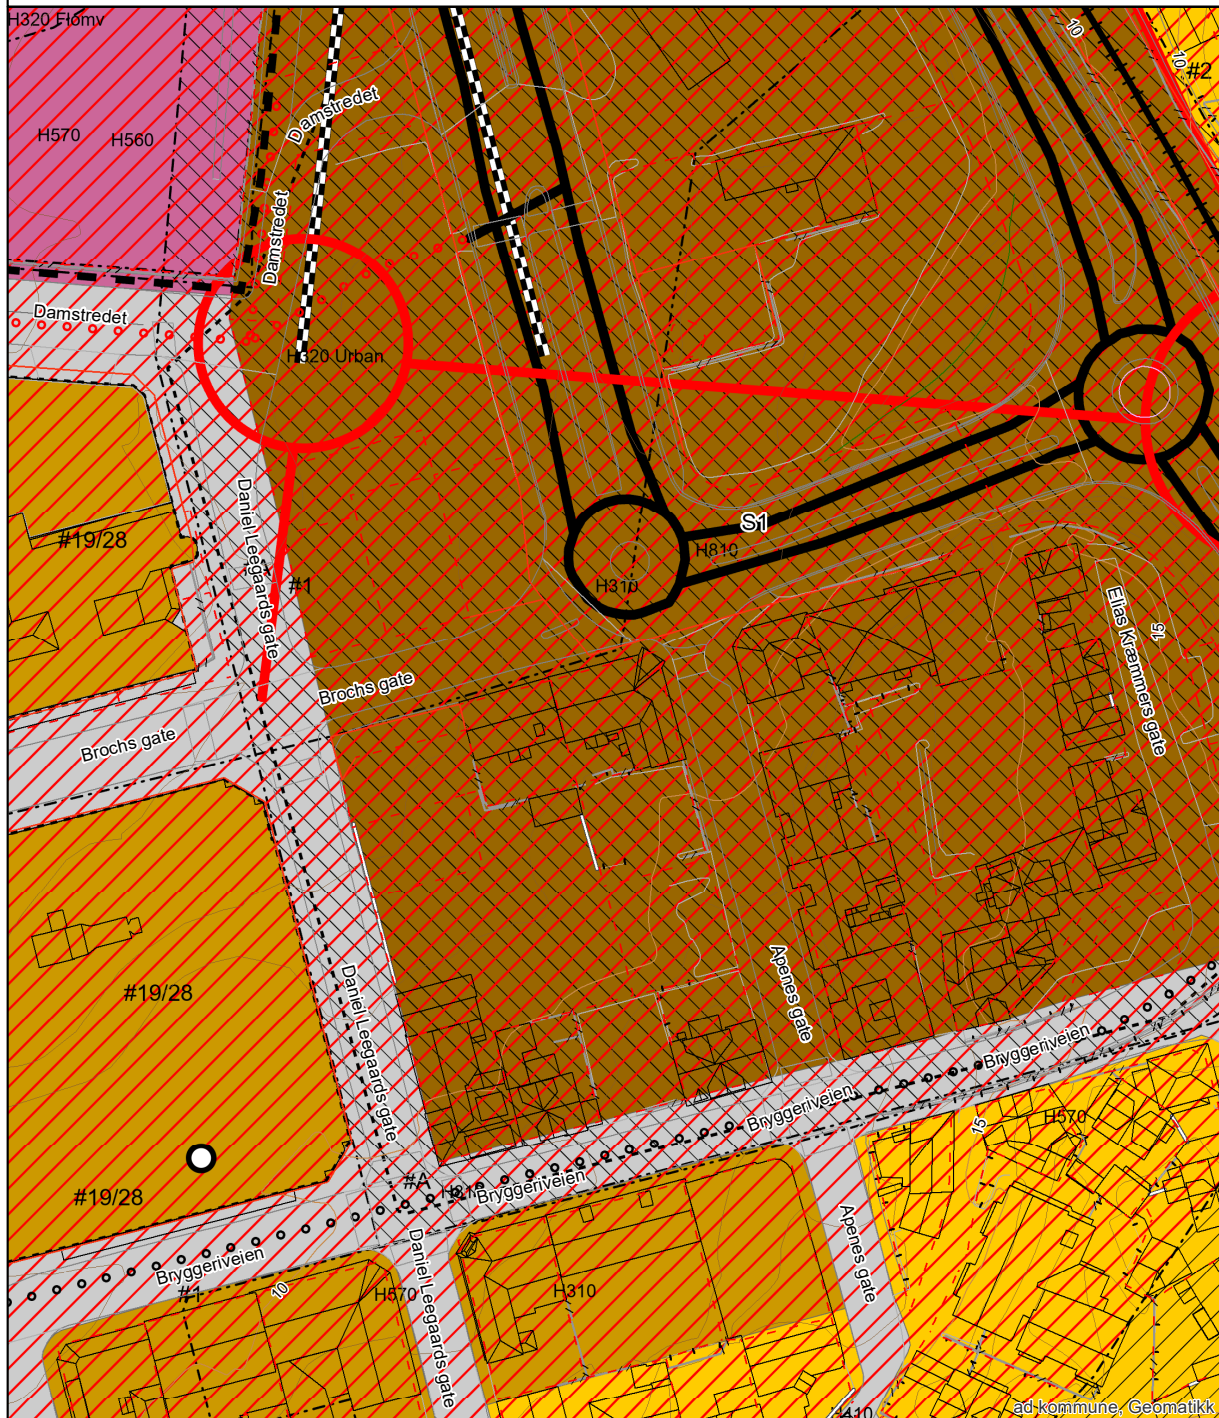 H320 Flomv
10
10
#2
H570
H560
Damstredet
Damstredet
Damstredet
H320 Urban
#19/28
Daniel Leegaards gate
#1
S1
H810
H310
Elias Kræmmers gate
15
Brochs gate
Brochs gate
#19/28
Daniel Leegaards gate
Apenes gate
Bryggeriveien
Bryggeriveien
H570
15
#19/28
#A
Bryggeriveien
Apenes gate
Bryggeriveien
Daniel Leegaards gate
#1
10
H570
H310
H410
ad kommune, Geomatikk